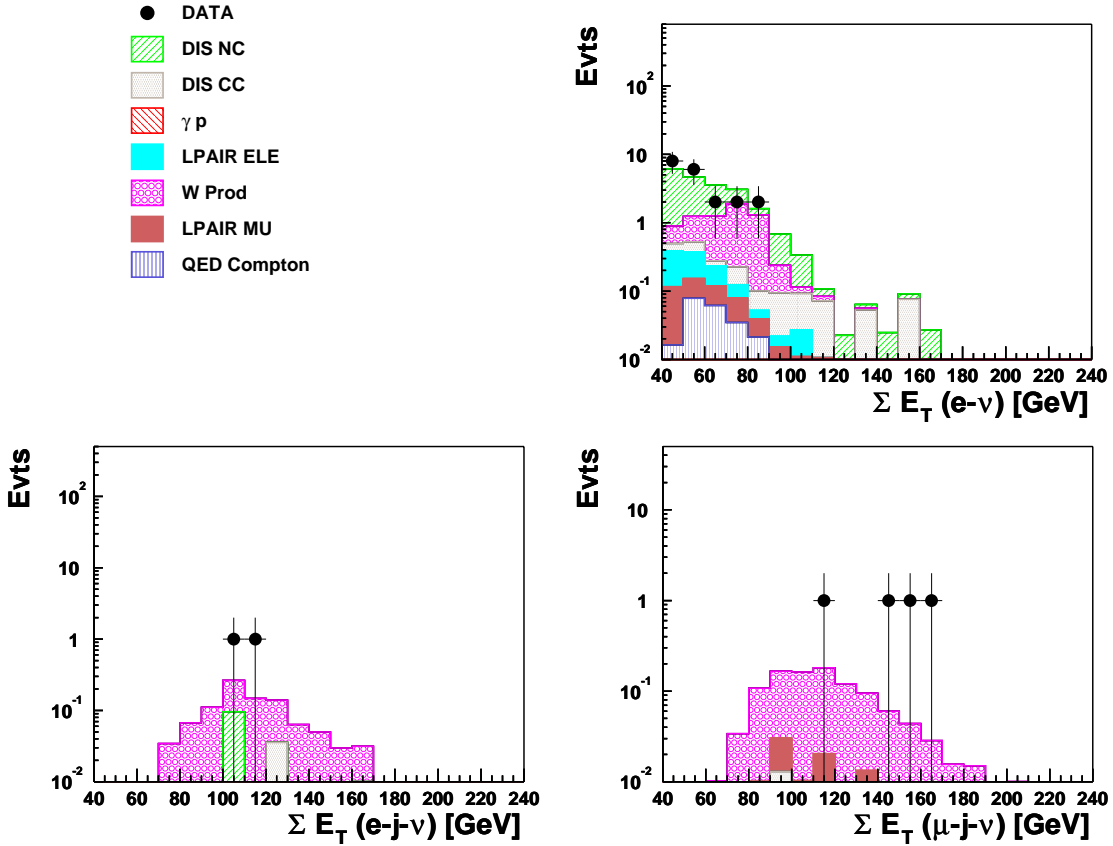 DATA
DIS NC
DIS CC
γ p
LPAIR ELE
W Prod
LPAIR MU
QED Compton
Evts
10²
10
1
10⁻¹
10⁻²
40 60 80 100 120 140 160 180 200 220 240
Σ E_T (e-ν) [GeV]
Evts
10²
10
1
10⁻¹
10⁻²
40 60 80 100 120 140 160 180 200 220 240
Σ E_T (e-j-ν) [GeV]
Evts
10
1
10⁻¹
10⁻²
40 60 80 100 120 140 160 180 200 220 240
Σ E_T (μ-j-ν) [GeV]